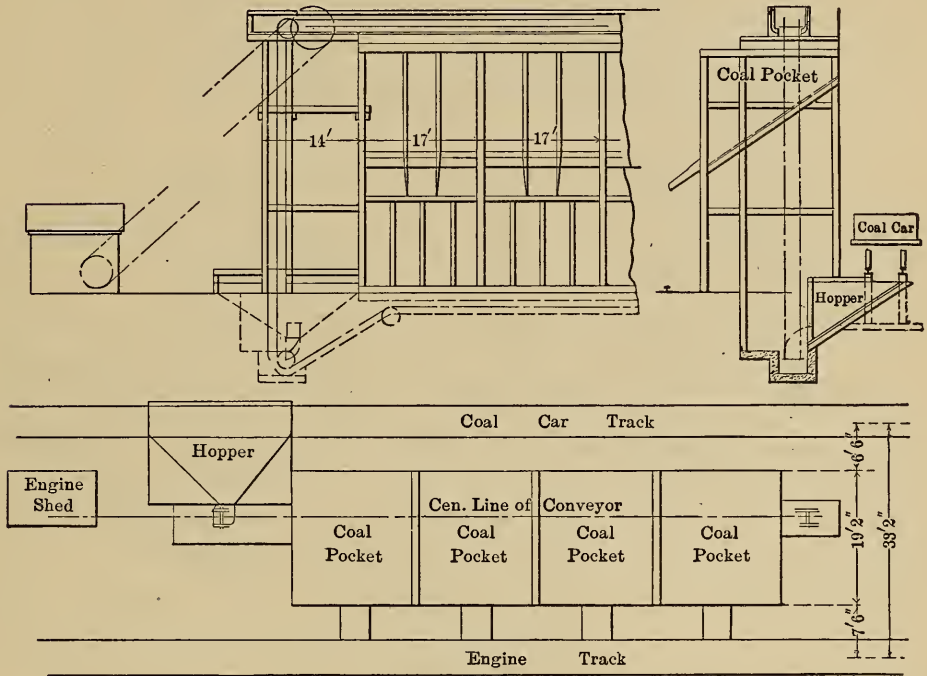 Coal Pocket
14′ 17′ 17′
Coal Car
Hopper
Coal Car Track
Hopper
6′6″
Engine
Shed
Cen. Line of Conveyor
Coal
Pocket
Coal
Pocket
Coal
Pocket
Coal
Pocket
19′2″
33′2″
7′6″
Engine Track